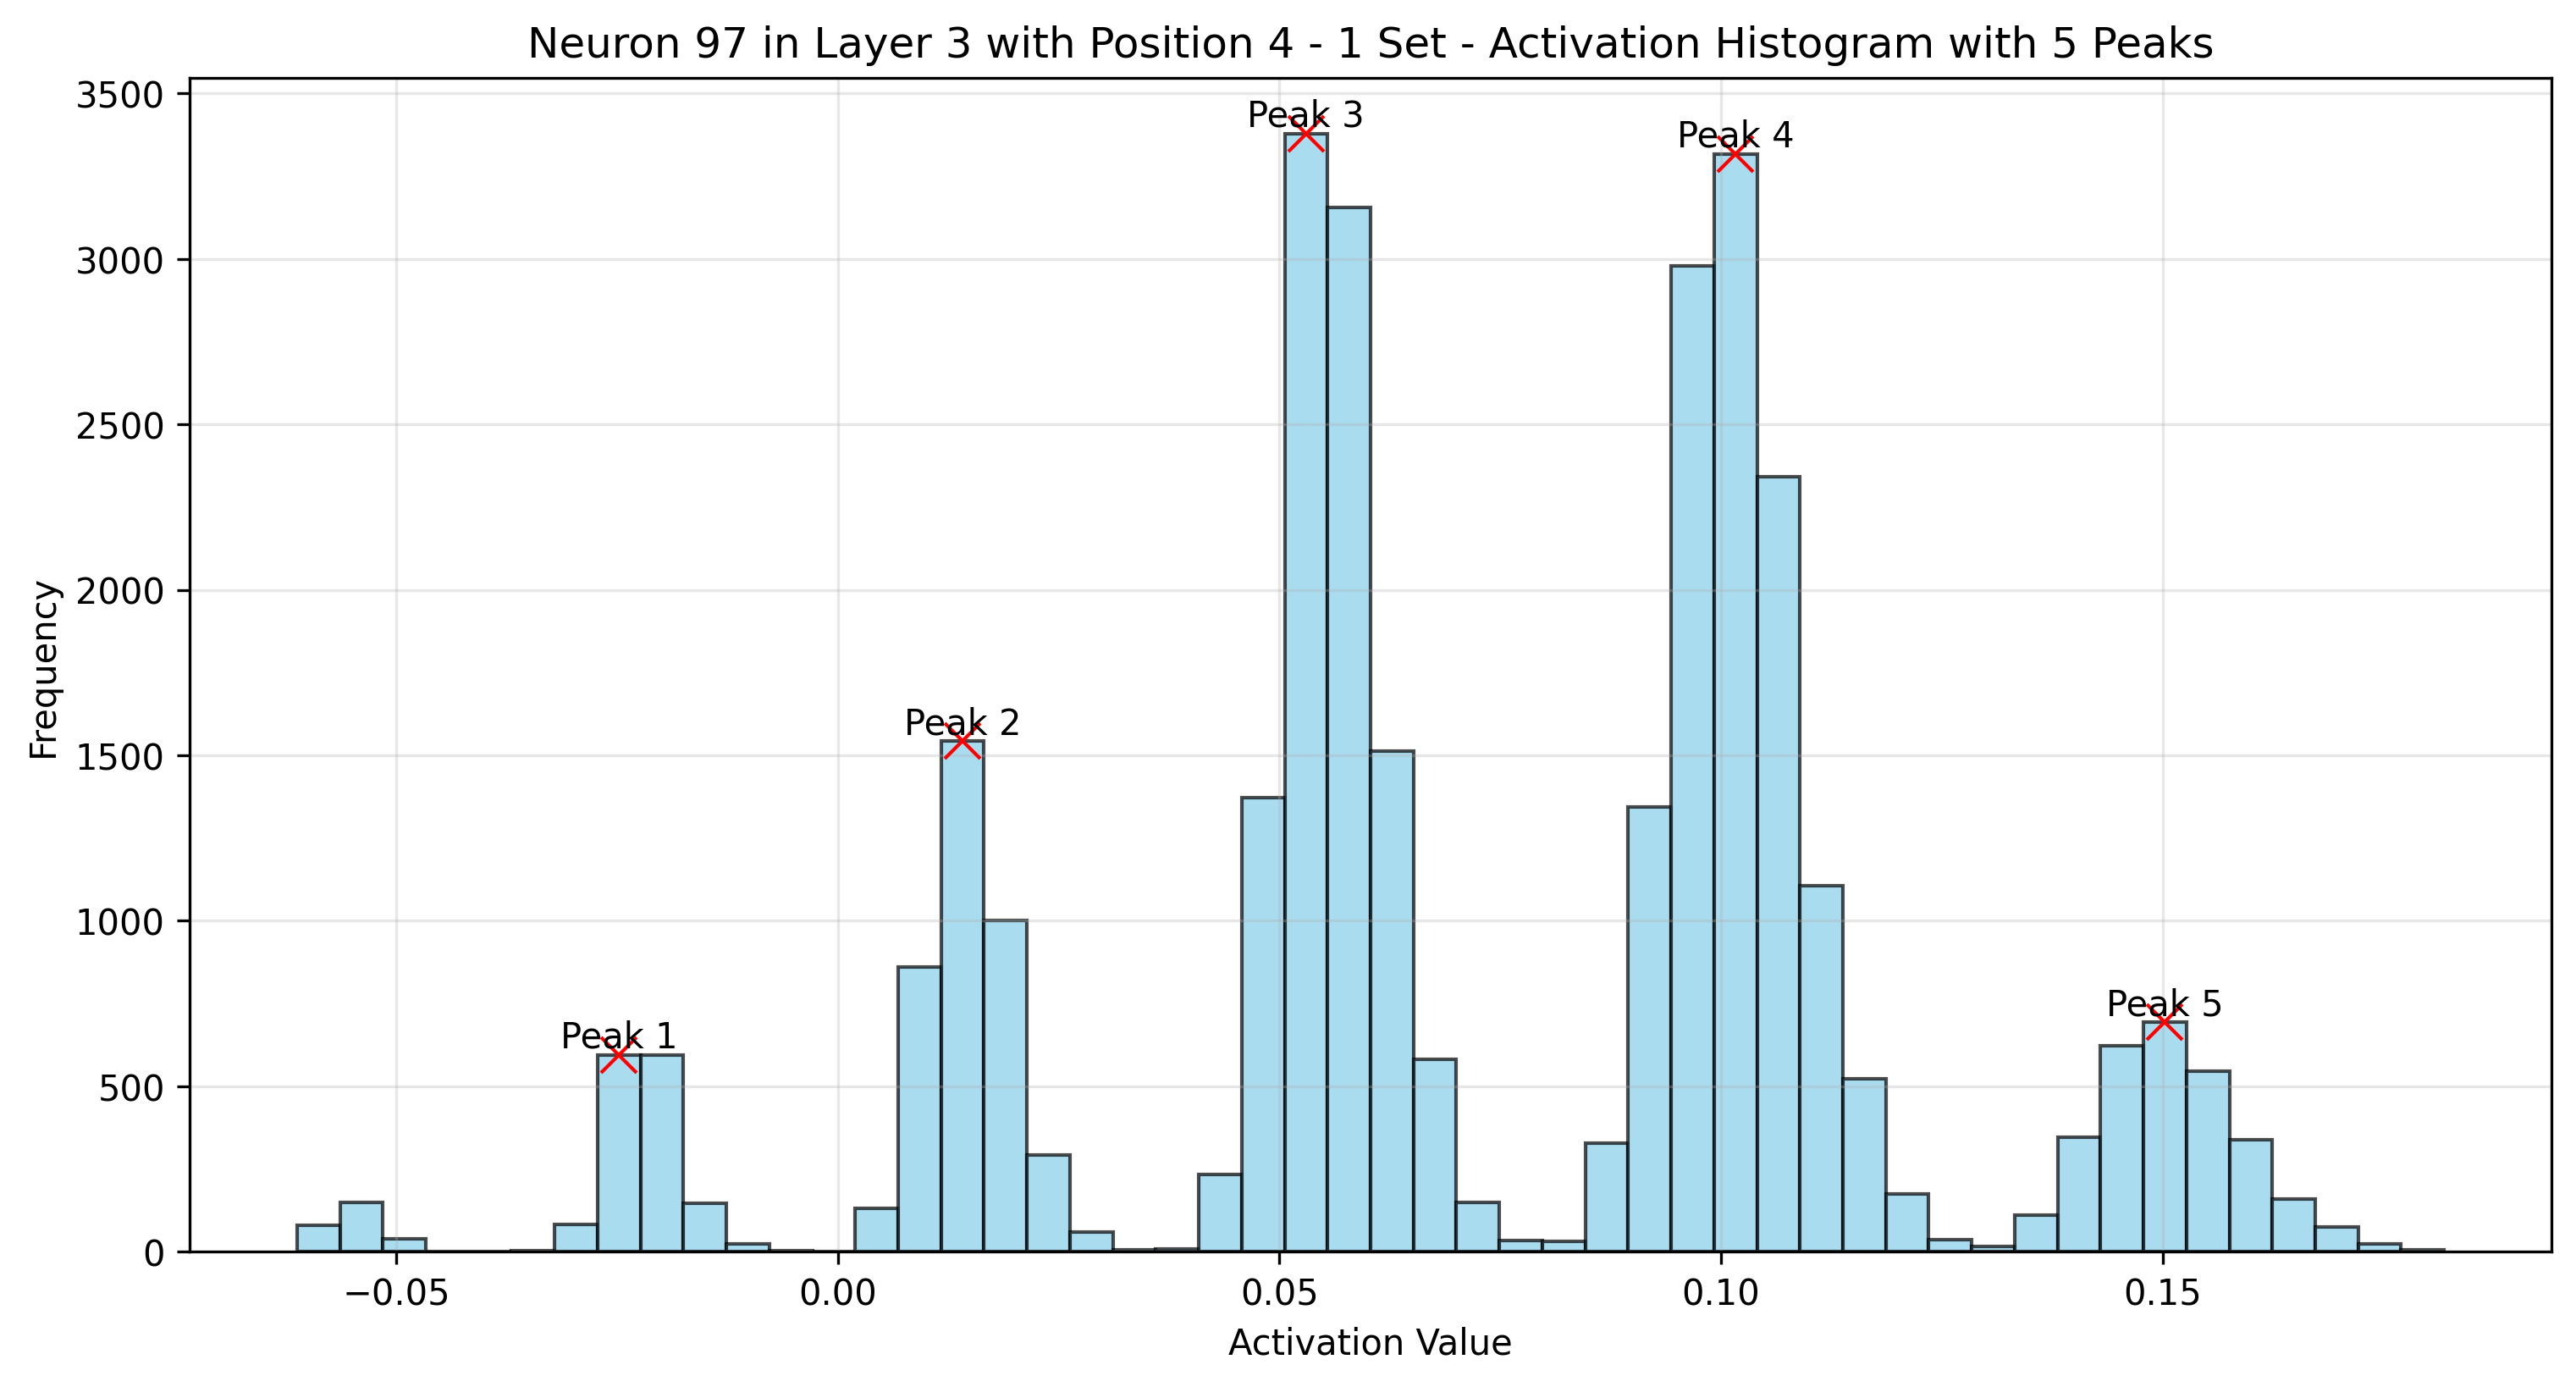 Neuron 97 in Layer 3 with Position 4 - 1 Set - Activation Histogram with 5 Peaks
3500
3000
2500
2000
1500
1000
500
0
Frequency
Peak 1
Peak 2
Peak 3
Peak 4
Peak 5
−0.05
0.00
0.05
0.10
0.15
Activation Value